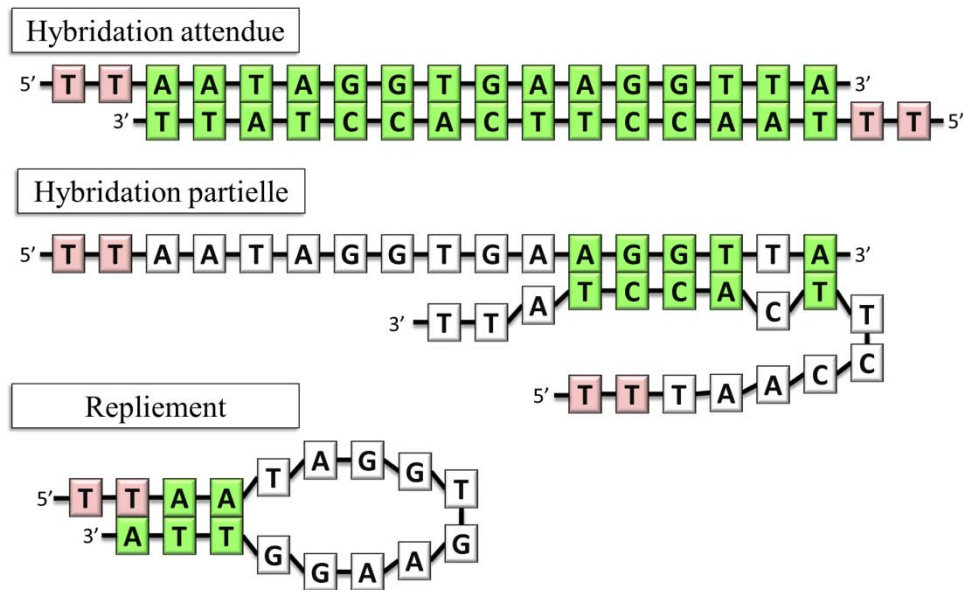 Hybridation attendue
5’ T T A A T A G G T G A A G G T T A 3’
3’ T T A T C C A C T T C C A A T T T 5’
Hybridation partielle
5’ T T A A T A G G T G A A G G T T A 3’
3’ T T A T C C A C T T
5’ T T T A A C C
Repliement
5’ T T A A T A G G T
3’ A T T G G A A G